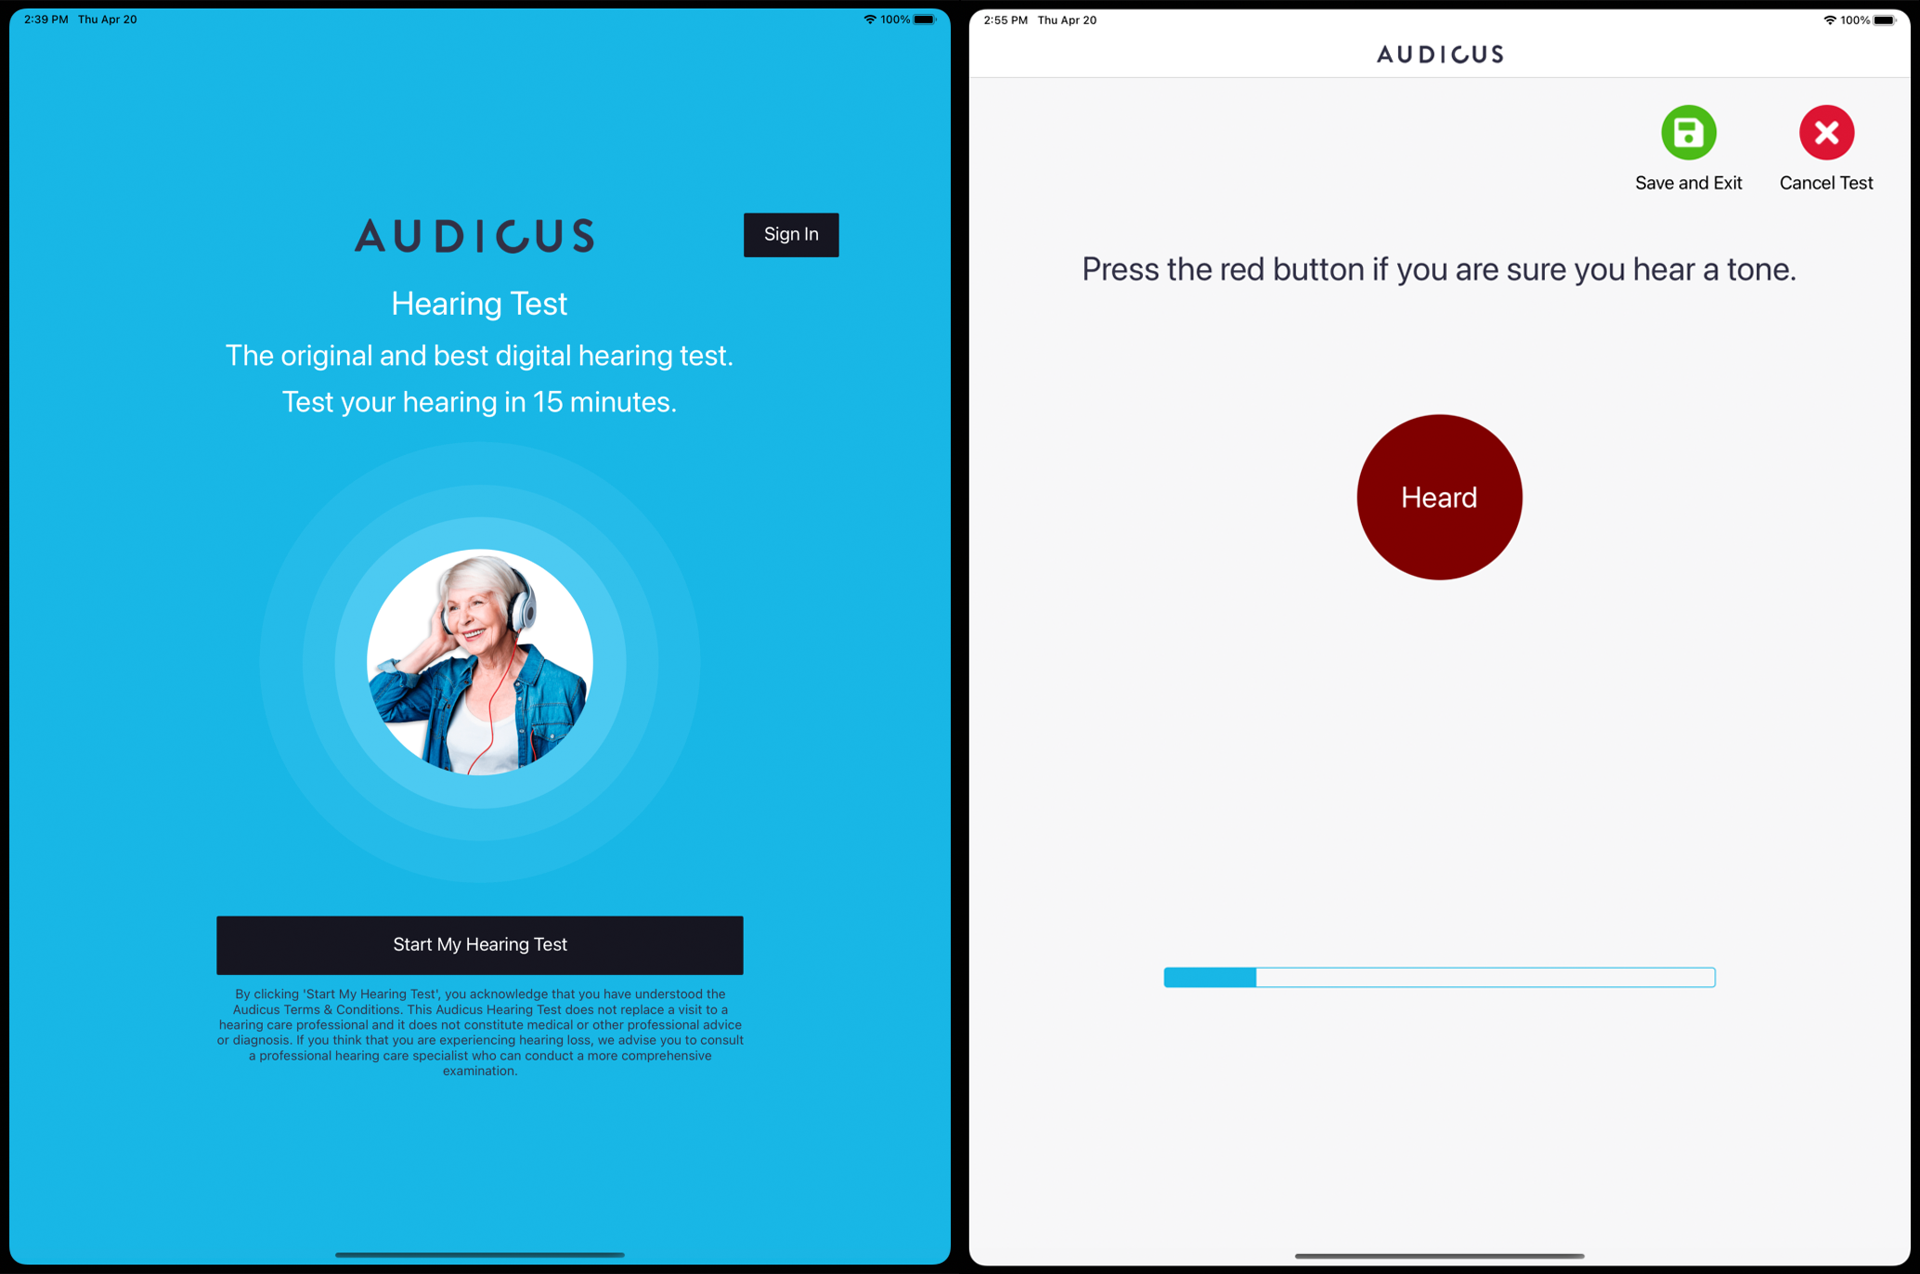 2:39 PM Thu Apr 20
100%
AUDICUS
Sign In
Hearing Test
The original and best digital hearing test.
Test your hearing in 15 minutes.
Start My Hearing Test
By clicking 'Start My Hearing Test', you acknowledge that you have understood the
Audicus Terms & Conditions. This Audicus Hearing Test does not replace a visit to a
hearing care professional and it does not constitute medical or other professional advice
or diagnosis. If you think that you are experiencing hearing loss, we advise you to consult
a professional hearing care specialist who can conduct a more comprehensive
examination.
2:55 PM Thu Apr 20
100%
AUDICUS
Save and Exit
Cancel Test
Press the red button if you are sure you hear a tone.
Heard